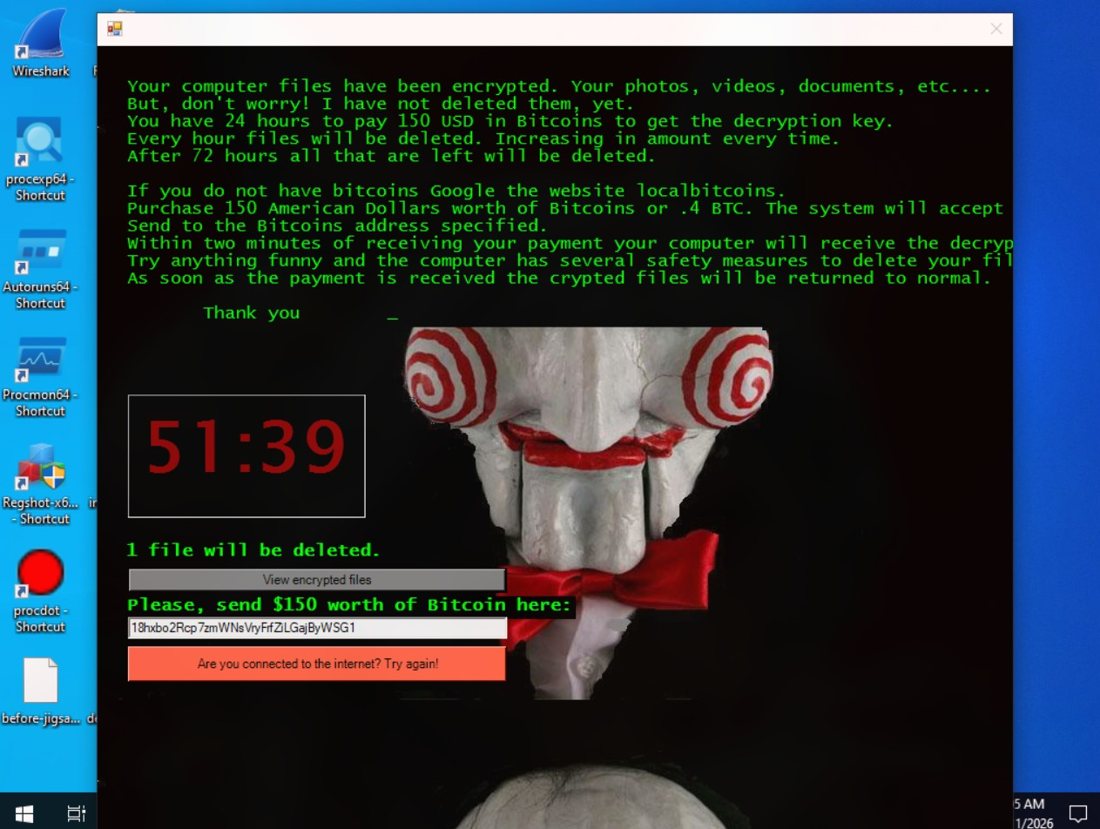 Wireshark
procexp64 -
Shortcut
Autoruns64 -
Shortcut
Procmon64 -
Shortcut
Regshot-x6...
- Shortcut
procdot -
Shortcut
before-jigsa...
Your computer files have been encrypted. Your photos, videos, documents, etc....
But, don't worry! I have not deleted them, yet.
You have 24 hours to pay 150 USD in Bitcoins to get the decryption key.
Every hour files will be deleted. Increasing in amount every time.
After 72 hours all that are left will be deleted.
If you do not have bitcoins Google the website localbitcoins.
Purchase 150 American Dollars worth of Bitcoins or .4 BTC. The system will accept
Send to the Bitcoins address specified.
Within two minutes of receiving your payment your computer will receive the decryp
Try anything funny and the computer has several safety measures to delete your fil
As soon as the payment is received the crypted files will be returned to normal.
Thank you _
51:39
1 file will be deleted.
View encrypted files
Please, send $150 worth of Bitcoin here:
18hxbo2Rcp7zmWNsVryFrfZiLGajByWSG1
Are you connected to the internet? Try again!
5 AM
1/2026